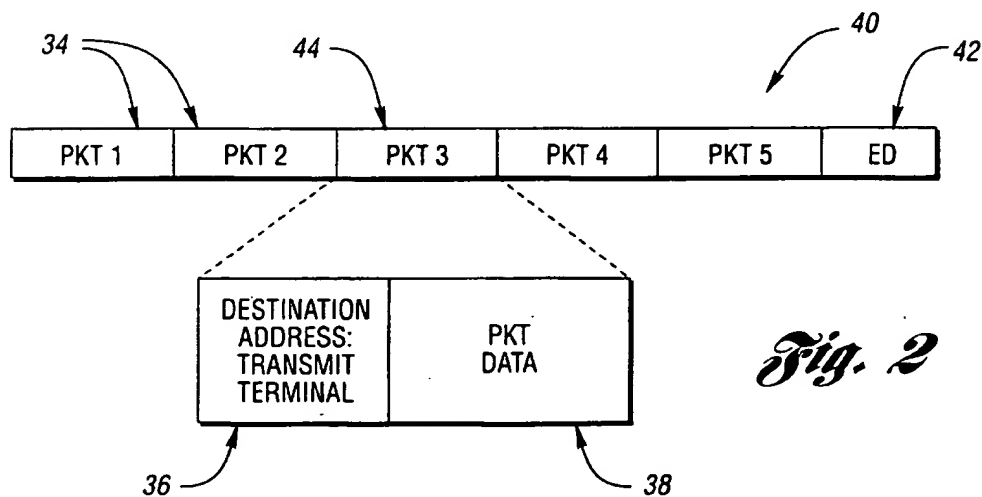 34
44
40
42
PKT 1 PKT 2 PKT 3 PKT 4 PKT 5 ED
DESTINATION
ADDRESS:
TRANSMIT
TERMINAL
PKT
DATA
Fig. 2
36
38